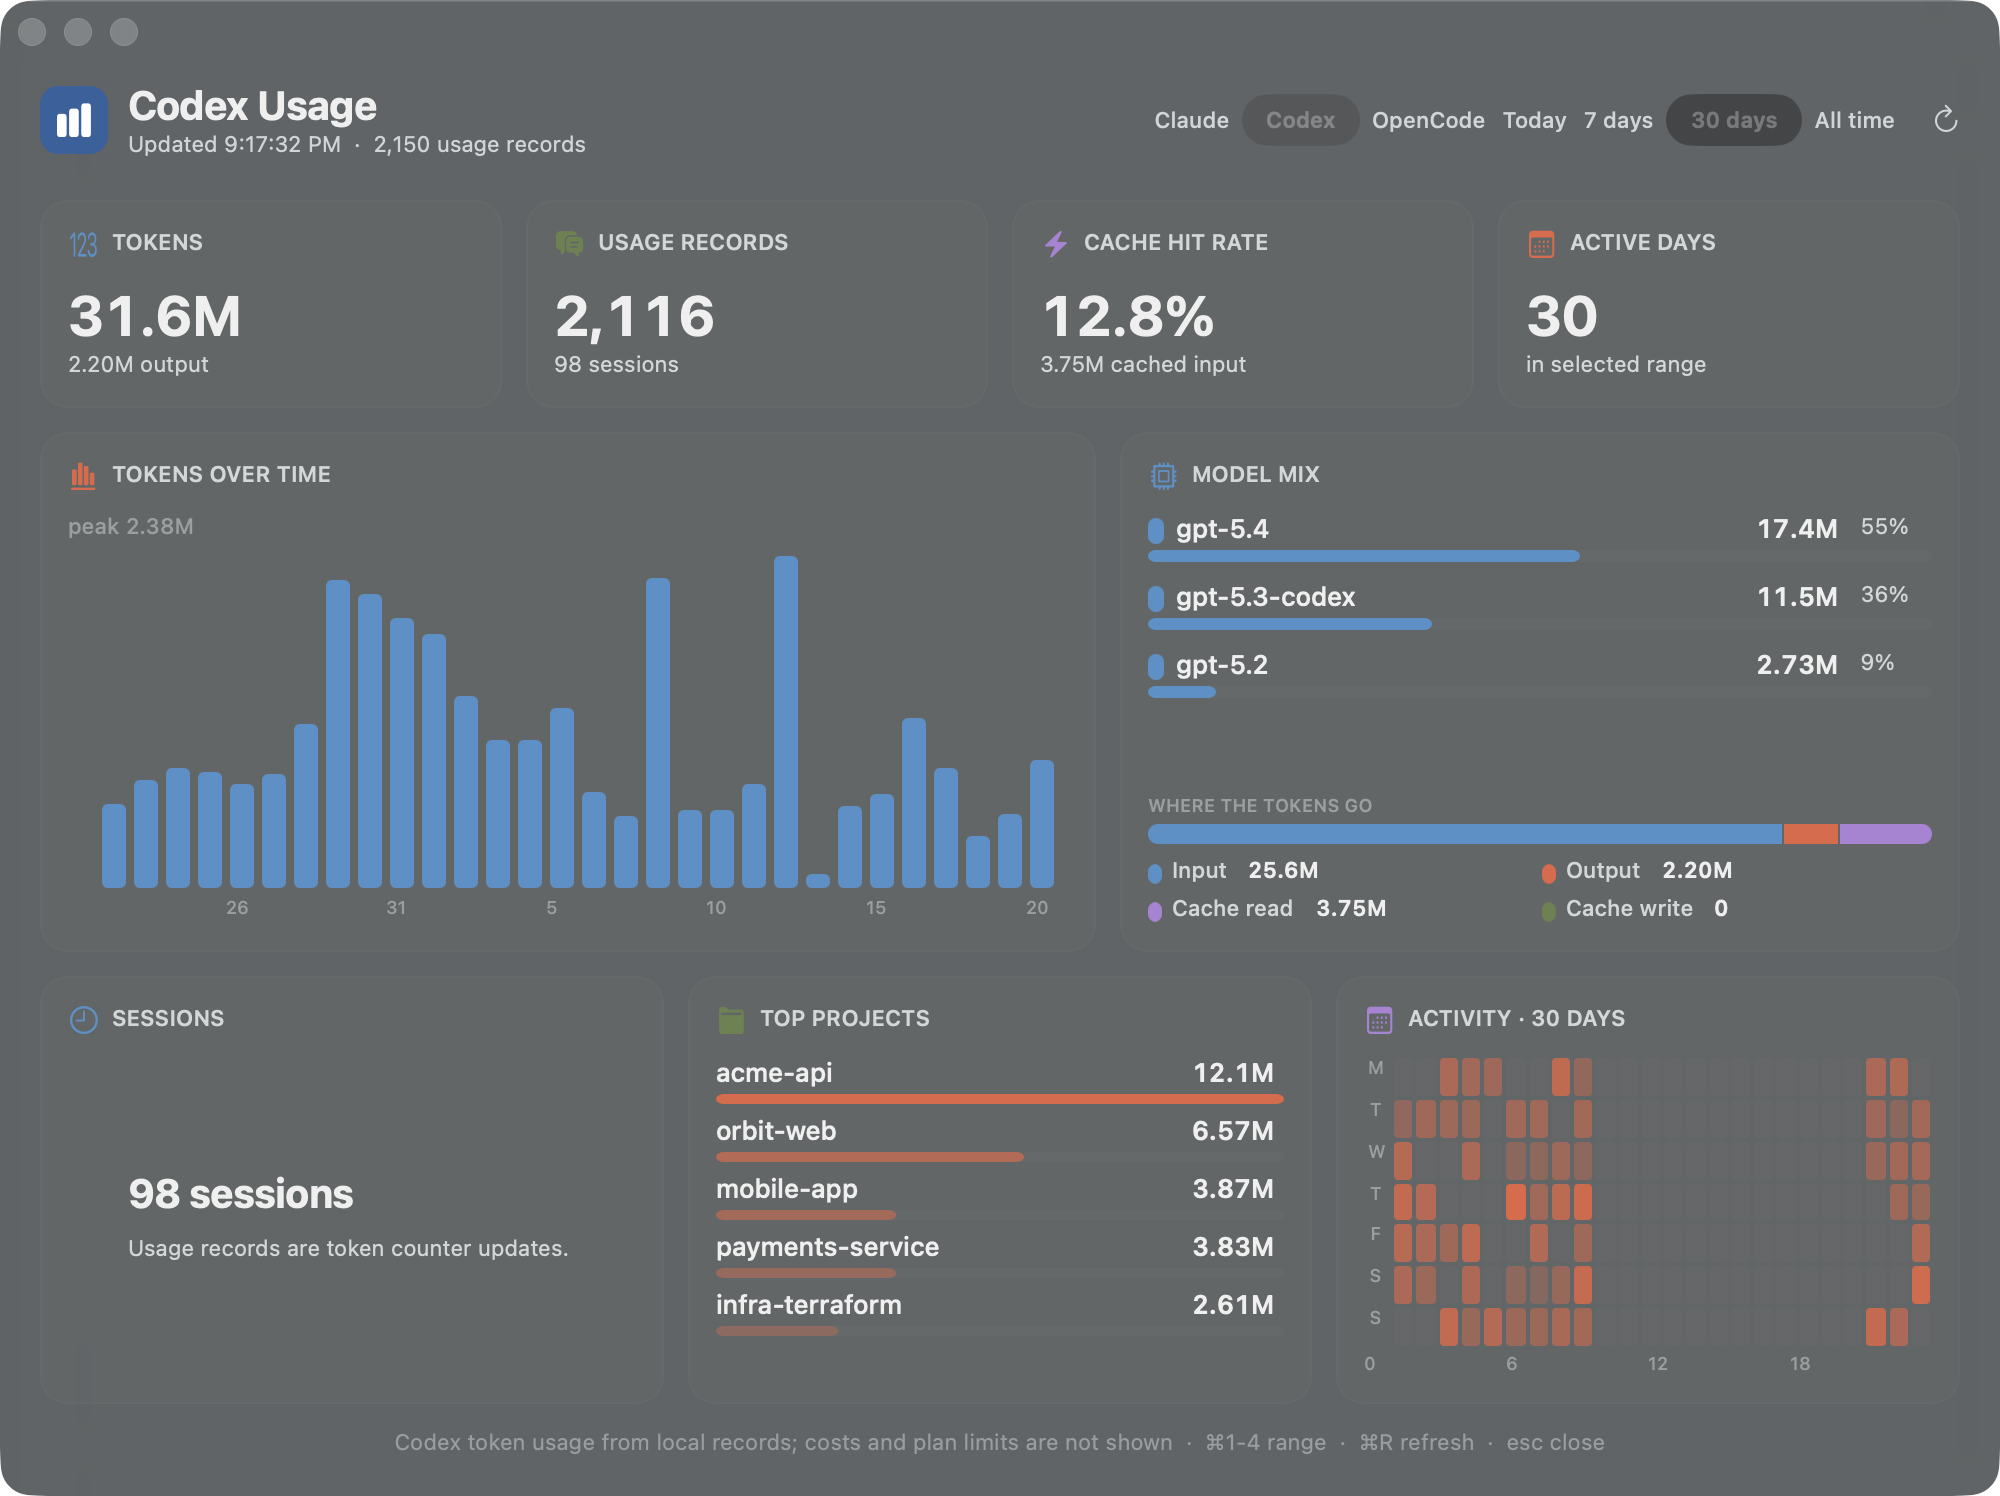 Codex Usage
Updated 9:17:32 PM · 2,150 usage records
Claude Codex OpenCode Today 7 days 30 days All time
123 TOKENS
31.6M
2.20M output
USAGE RECORDS
2,116
98 sessions
CACHE HIT RATE
12.8%
3.75M cached input
ACTIVE DAYS
30
in selected range
TOKENS OVER TIME
peak 2.38M
26 31 5 10 15 20
MODEL MIX
gpt-5.4 17.4M 55%
gpt-5.3-codex 11.5M 36%
gpt-5.2 2.73M 9%
WHERE THE TOKENS GO
Input 25.6M Output 2.20M
Cache read 3.75M Cache write 0
SESSIONS
98 sessions
Usage records are token counter updates.
TOP PROJECTS
acme-api 12.1M
orbit-web 6.57M
mobile-app 3.87M
payments-service 3.83M
infra-terraform 2.61M
ACTIVITY · 30 DAYS
M
T
W
T
F
S
S
0 6 12 18
Codex token usage from local records; costs and plan limits are not shown · ⌘1-4 range · ⌘R refresh · esc close